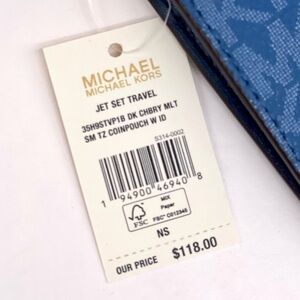 MICHAEL
MICHAEL KORS
JET SET TRAVEL
35H9STVP1B DK CHBRY MLT
SM TZ COINPOUCH W ID
S314-0002
1 94900 46940 8
FSC
MIX
Paper
FSC® C012345
NS
OUR PRICE $118.00